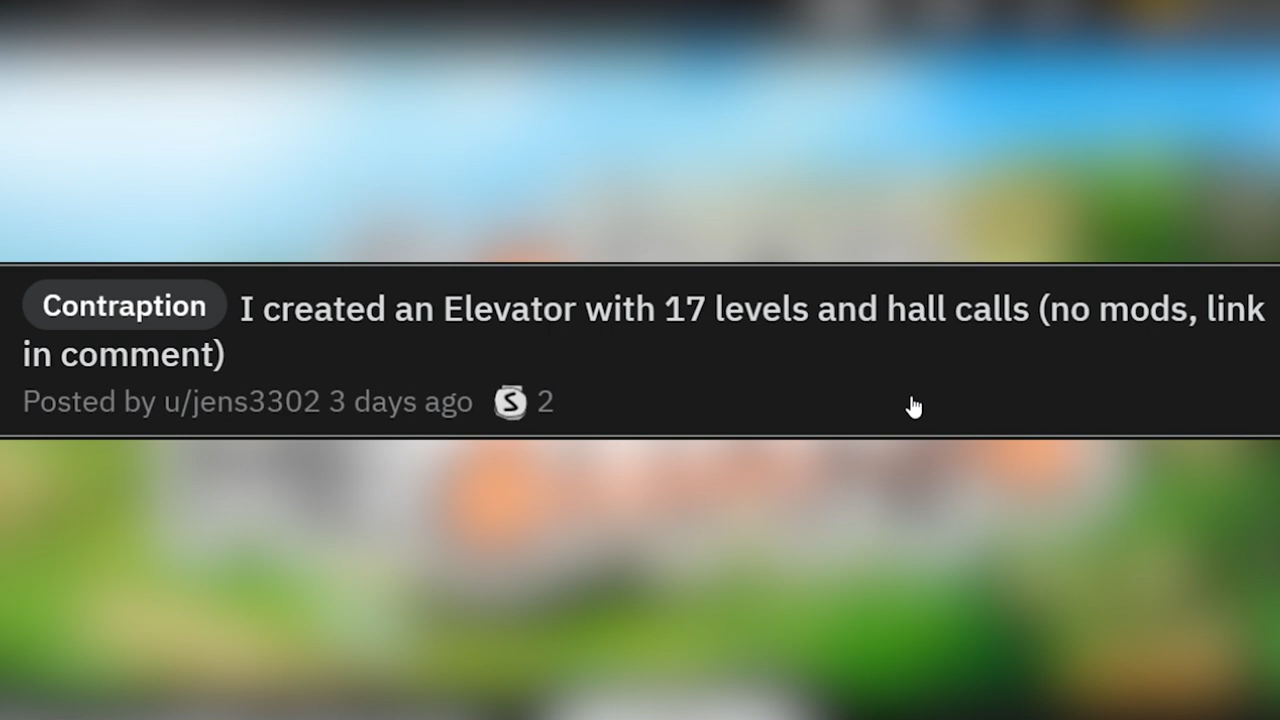 Contraption I created an Elevator with 17 levels and hall calls (no mods, link
in comment)
Posted by u/jens3302 3 days ago S 2